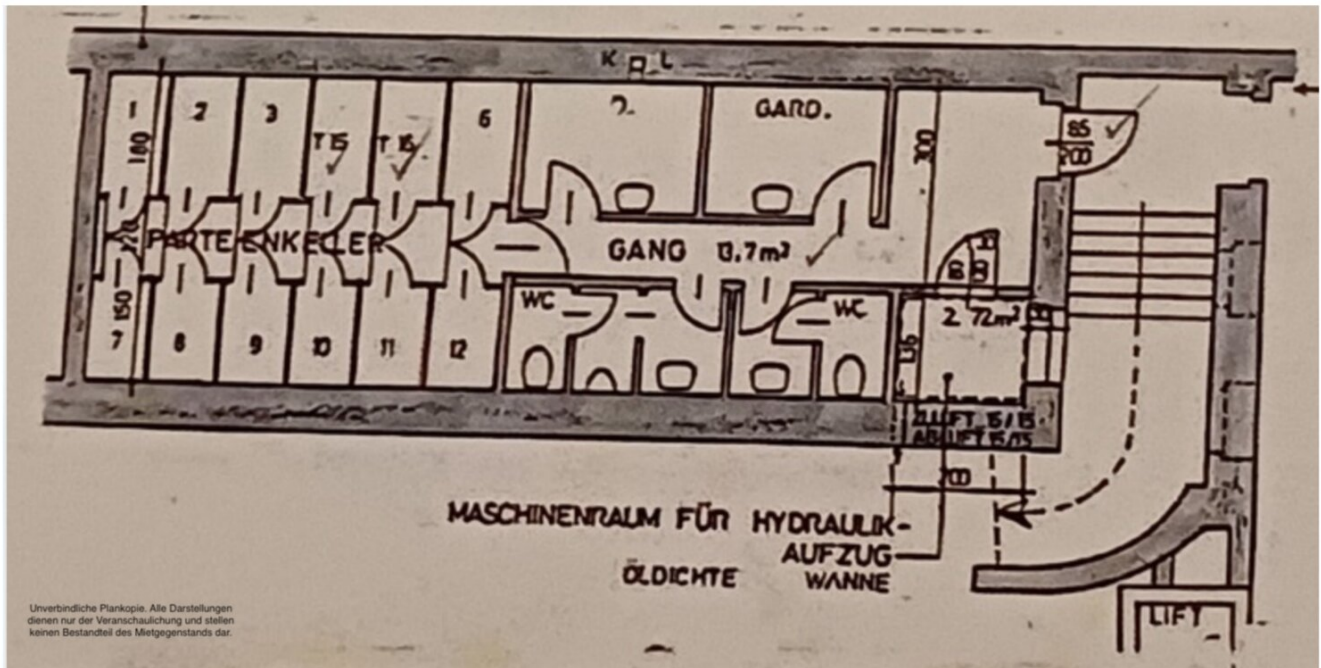 K L
1
2
3
T 15
T 16
6
?.
GARD.
180
300
85
200
PARTEIENKELLER
GANG 13.7m²
150
7
8
9
10
11
12
WC
WC
2 72m²
ZULUFT 15/15
ABLUFT 15/15
200
MASCHINENRAUM FÜR HYDRAULIK-
AUFZUG
ÖLDICHTE WANNE
LIFT
Unverbindliche Plankopie. Alle Darstellungen
dienen nur der Veranschaulichung und stellen
keinen Bestandteil des Mietgegenstands dar.